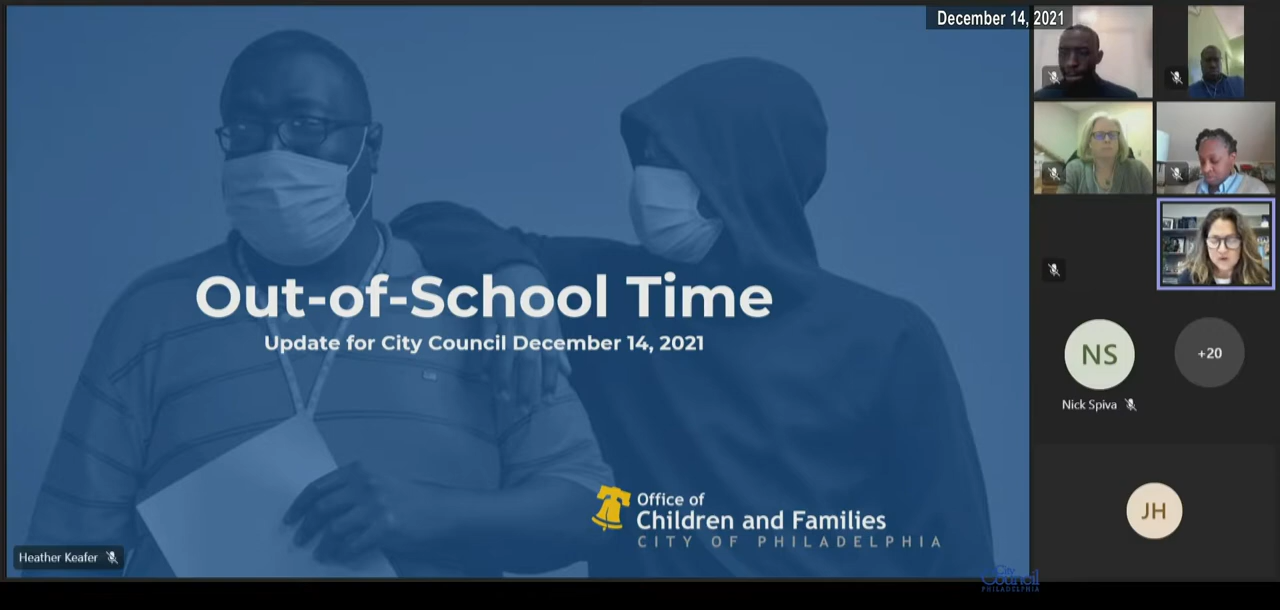 December 14, 2021
Out-of-School Time
Update for City Council December 14, 2021
Office of
Children and Families
CITY OF PHILADELPHIA
Heather Keafer
NS
+20
Nick Spiva
JH
City
Council
PHILADELPHIA